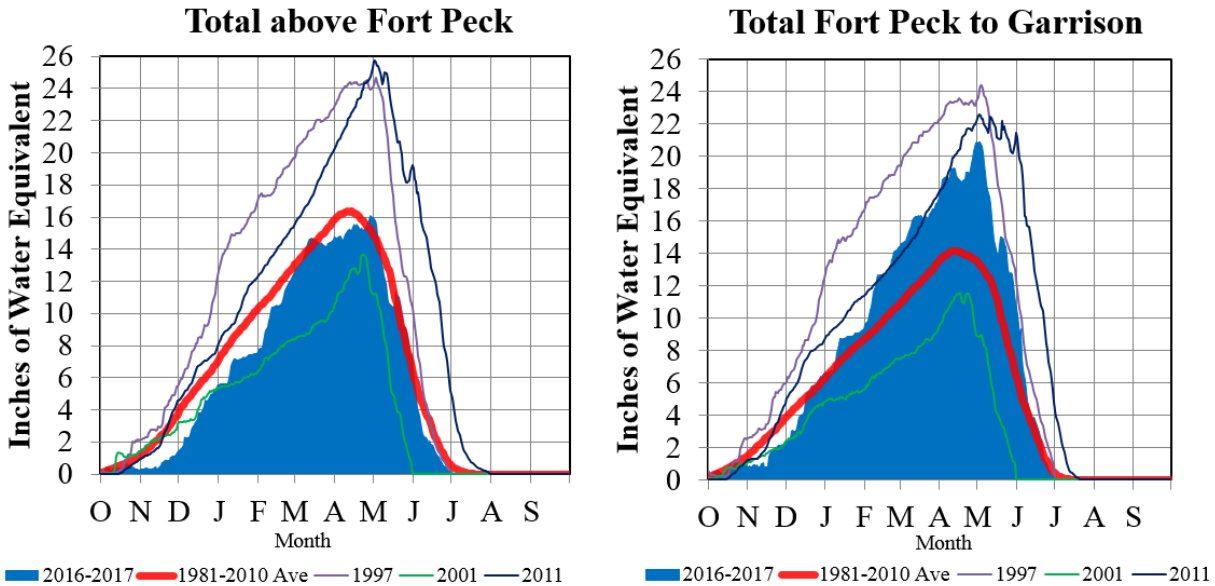 Total above Fort Peck
Inches of Water Equivalent
26
24
22
20
18
16
14
12
10
8
6
4
2
0
O N D J F M A M J J A S
Month
2016-2017 1981-2010 Ave 1997 2001 2011
Total Fort Peck to Garrison
Inches of Water Equivalent
26
24
22
20
18
16
14
12
10
8
6
4
2
0
O N D J F M A M J J A S
Month
2016-2017 1981-2010 Ave 1997 2001 2011